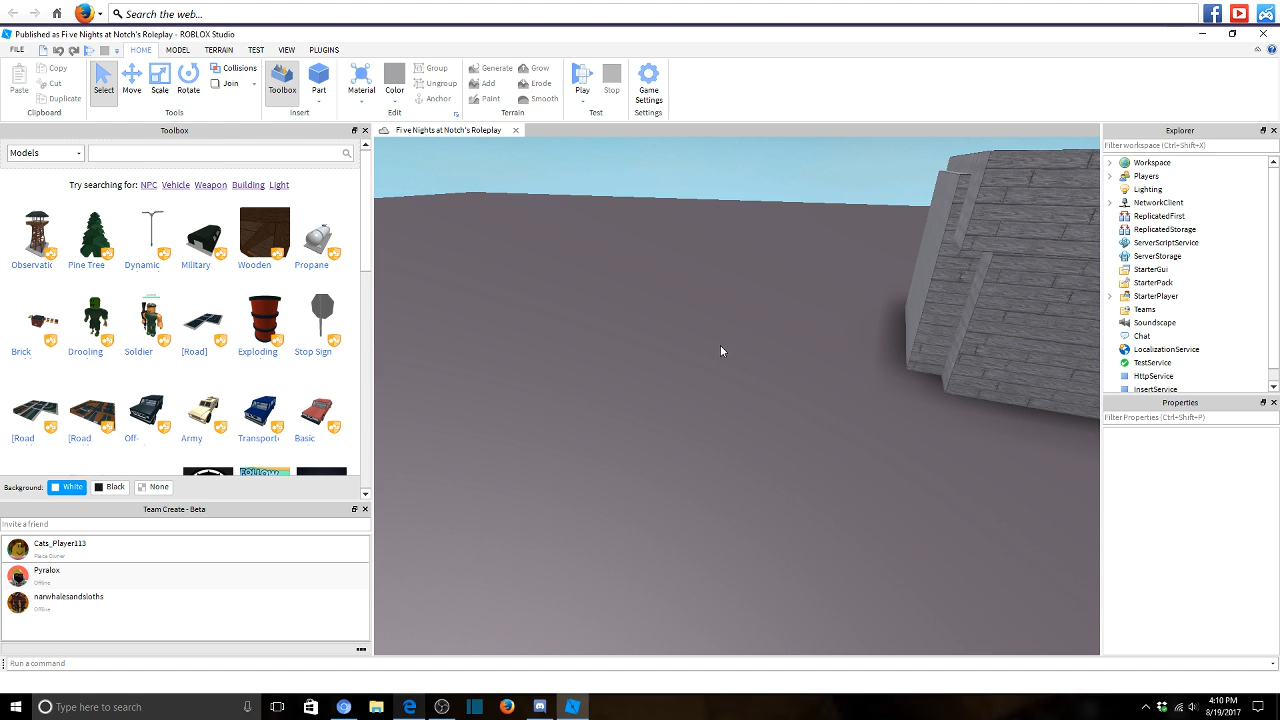 Search the web...
Published as Five Nights at Notch's Roleplay - ROBLOX Studio
FILE HOME MODEL TERRAIN TEST VIEW PLUGINS
Copy Cut Duplicate Paste Clipboard
Select Move Scale Rotate Collisions Join Tools
Toolbox Part Insert
Material Color Group Ungroup Anchor Edit
Generate Add Paint Grow Erode Smooth Terrain
Play Stop Test
Game Settings Settings
Toolbox
Models
Try searching for: NPC Vehicle Weapon Building Light
Observatic Pine Tree Dynamic Military Wooden Propane
Brick Drooling Soldier [Road] Exploding Stop Sign
[Road [Road Off- Army Transport Basic
FOLLOW
Background: White Black None
Team Create - Beta
Invite a friend
Cats_Player113
Place Owner
Pyralox
Offline
narwhalesandsloths
Offline
Run a command
Five Nights at Notch's Roleplay
Explorer
Filter workspace (Ctrl+Shift+X)
Workspace
Players
Lighting
NetworkClient
ReplicatedFirst
ReplicatedStorage
ServerScriptService
ServerStorage
StarterGui
StarterPack
StarterPlayer
Teams
Soundscape
Chat
LocalizationService
TestService
HttpService
InsertService
Properties
Filter Properties (Ctrl+Shift+P)
Type here to search
4:10 PM
8/19/2017